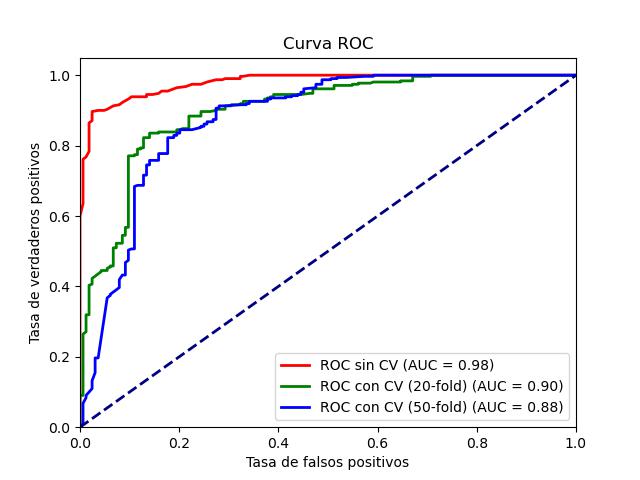 Curva ROC
1.0
0.8
0.6
0.4
0.2
0.0
Tasa de verdaderos positivos
ROC sin CV (AUC = 0.98)
ROC con CV (20-fold) (AUC = 0.90)
ROC con CV (50-fold) (AUC = 0.88)
0.0 0.2 0.4 0.6 0.8 1.0
Tasa de falsos positivos